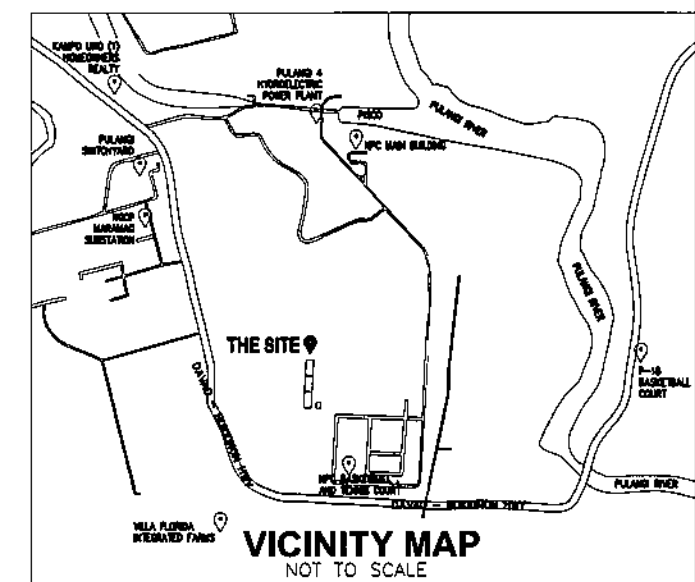 KAMPO UNO (1)
HOMEOWNERS
REALTY
PULANGI 4
HYDROELECTRIC
POWER PLANT
PULANGI RIVER
NPC MAIN BUILDING
PULANGI
SWITCHYARD
NGCP
MARAMAG
SUBSTATION
PULANGI RIVER
THE SITE
P-16
BASKETBALL
COURT
DAVAO - BUKIDNON HWY
NPC BASKETBALL
AND TENNIS COURT
PULANGI RIVER
DAVAO - BUKIDNON HWY
VILLA FLORIDA
INTEGRATED FARMS
VICINITY MAP
NOT TO SCALE